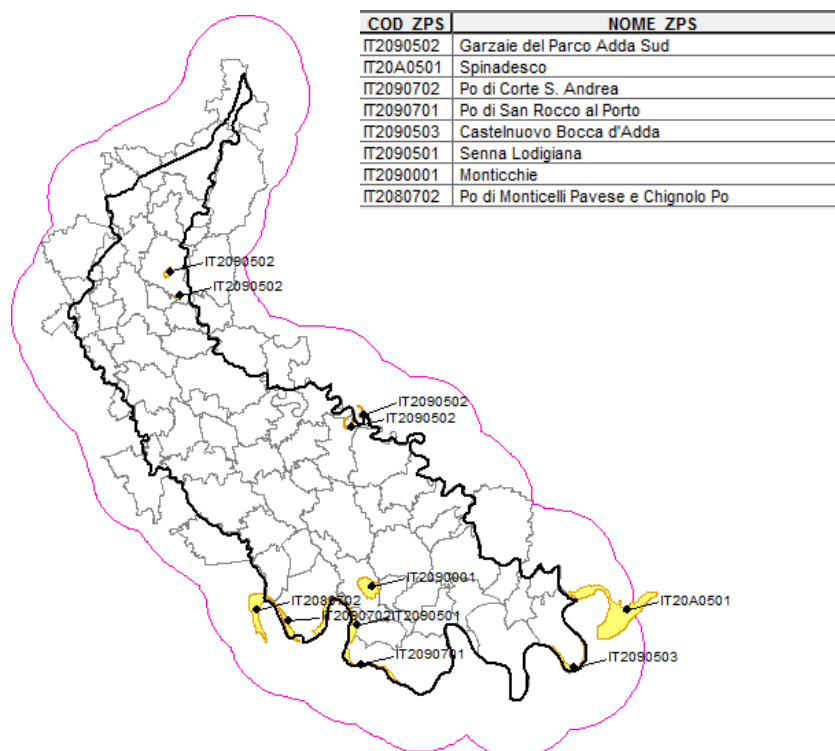 COD_ZPS NOME_ZPS
IT2090502 Garzaie del Parco Adda Sud
IT20A0501 Spinadesco
IT2090702 Po di Corte S. Andrea
IT2090701 Po di San Rocco al Porto
IT2090503 Castelnuovo Bocca d'Adda
IT2090501 Senna Lodigiana
IT2090001 Monticchie
IT2080702 Po di Monticelli Pavese e Chignolo Po
IT2090502
IT2090502
IT2090502
IT2090502
IT2090001
IT2080702
IT20A0501
IT2090702
IT2090501
IT2090701
IT2090503